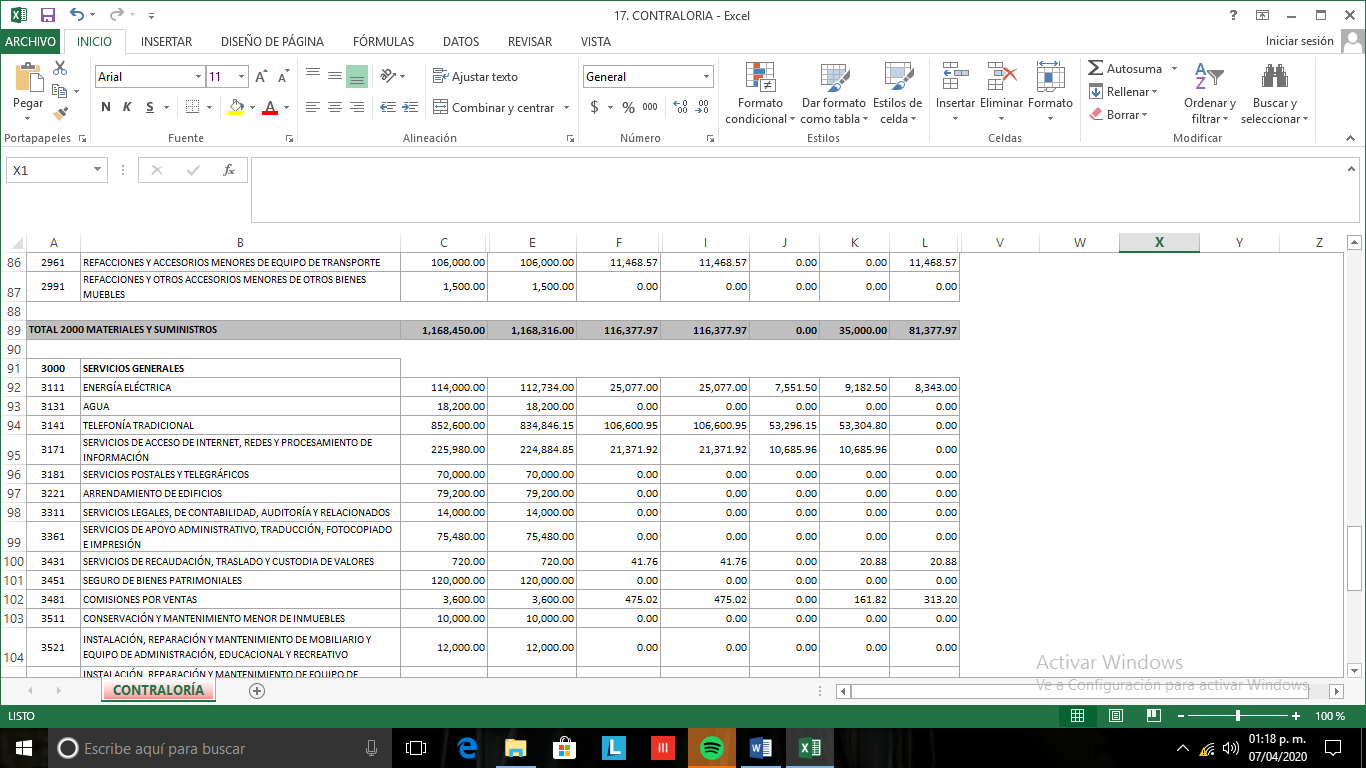 17. CONTRALORIA - Excel
ARCHIVO INICIO INSERTAR DISEÑO DE PÁGINA FÓRMULAS DATOS REVISAR VISTA Iniciar sesión
Pegar
Portapapeles
Arial 11
N K S
Fuente
Ajustar texto
Combinar y centrar
Alineación
General
$ % 000
Número
Formato condicional
Dar formato como tabla
Estilos de celda
Estilos
Insertar Eliminar Formato
Celdas
Autosuma
Rellenar
Borrar
Ordenar y filtrar
Buscar y seleccionar
Modificar
X1
fx
A B C E F I J K L V W X Y Z
86 2961 REFACCIONES Y ACCESORIOS MENORES DE EQUIPO DE TRANSPORTE 106,000.00 106,000.00 11,468.57 11,468.57 0.00 0.00 11,468.57
87 2991 REFACCIONES Y OTROS ACCESORIOS MENORES DE OTROS BIENES MUEBLES 1,500.00 1,500.00 0.00 0.00 0.00 0.00 0.00
88
89 TOTAL 2000 MATERIALES Y SUMINISTROS 1,168,450.00 1,168,316.00 116,377.97 116,377.97 0.00 35,000.00 81,377.97
90
91 3000 SERVICIOS GENERALES
92 3111 ENERGÍA ELÉCTRICA 114,000.00 112,734.00 25,077.00 25,077.00 7,551.50 9,182.50 8,343.00
93 3131 AGUA 18,200.00 18,200.00 0.00 0.00 0.00 0.00 0.00
94 3141 TELEFONÍA TRADICIONAL 852,600.00 834,846.15 106,600.95 106,600.95 53,296.15 53,304.80 0.00
95 3171 SERVICIOS DE ACCESO DE INTERNET, REDES Y PROCESAMIENTO DE INFORMACIÓN 225,980.00 224,884.85 21,371.92 21,371.92 10,685.96 10,685.96 0.00
96 3181 SERVICIOS POSTALES Y TELEGRÁFICOS 70,000.00 70,000.00 0.00 0.00 0.00 0.00 0.00
97 3221 ARRENDAMIENTO DE EDIFICIOS 79,200.00 79,200.00 0.00 0.00 0.00 0.00 0.00
98 3311 SERVICIOS LEGALES, DE CONTABILIDAD, AUDITORÍA Y RELACIONADOS 14,000.00 14,000.00 0.00 0.00 0.00 0.00 0.00
99 3361 SERVICIOS DE APOYO ADMINISTRATIVO, TRADUCCIÓN, FOTOCOPIADO E IMPRESIÓN 75,480.00 75,480.00 0.00 0.00 0.00 0.00 0.00
100 3431 SERVICIOS DE RECAUDACIÓN, TRASLADO Y CUSTODIA DE VALORES 720.00 720.00 41.76 41.76 0.00 20.88 20.88
101 3451 SEGURO DE BIENES PATRIMONIALES 120,000.00 120,000.00 0.00 0.00 0.00 0.00 0.00
102 3481 COMISIONES POR VENTAS 3,600.00 3,600.00 475.02 475.02 0.00 161.82 313.20
103 3511 CONSERVACIÓN Y MANTENIMIENTO MENOR DE INMUEBLES 10,000.00 10,000.00 0.00 0.00 0.00 0.00 0.00
104 3521 INSTALACIÓN, REPARACIÓN Y MANTENIMIENTO DE MOBILIARIO Y EQUIPO DE ADMINISTRACIÓN, EDUCACIONAL Y RECREATIVO 12,000.00 12,000.00 0.00 0.00 0.00 0.00 0.00
INSTALACIÓN, REPARACIÓN Y MANTENIMIENTO DE EQUIPO DE
Activar Windows
Ve a Configuración para activar Windows.
CONTRALORÍA
LISTO 100 %
Escribe aquí para buscar
01:18 p. m.
07/04/2020